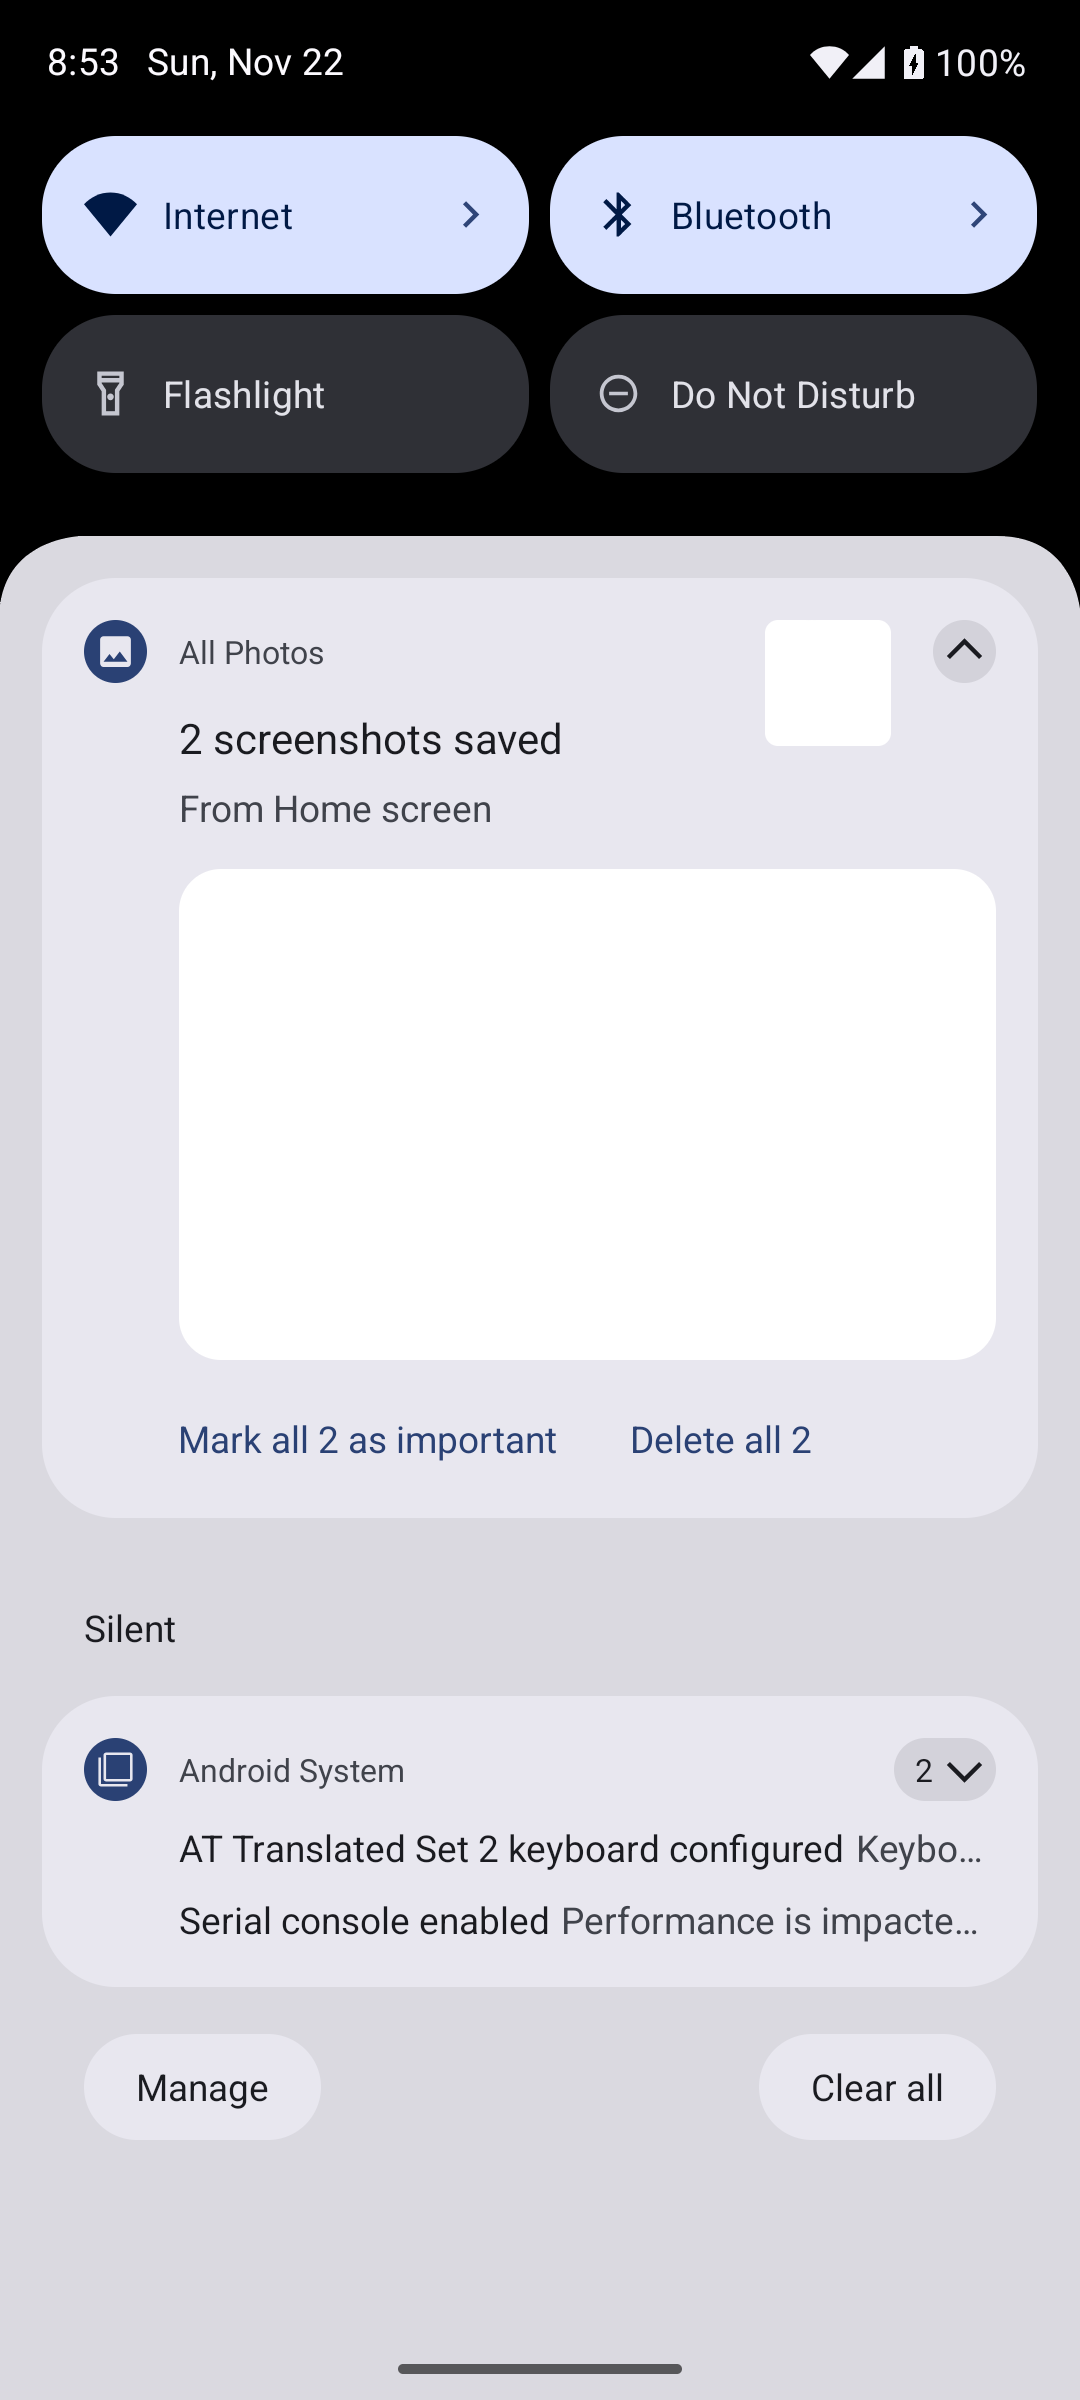 8:53 Sun, Nov 22 100%
Internet
Bluetooth
Flashlight
Do Not Disturb
All Photos
2 screenshots saved
From Home screen
Mark all 2 as important Delete all 2
Silent
Android System 2
AT Translated Set 2 keyboard configured Keybo…
Serial console enabled Performance is impacte…
Manage Clear all